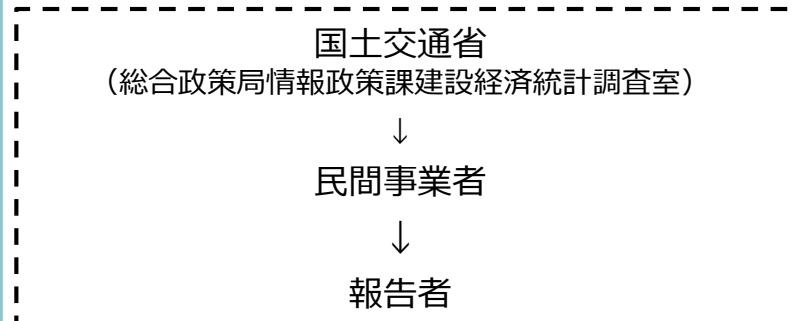 国土交通省
（総合政策局情報政策課建設経済統計調査室）
↓
民間事業者
↓
報告者